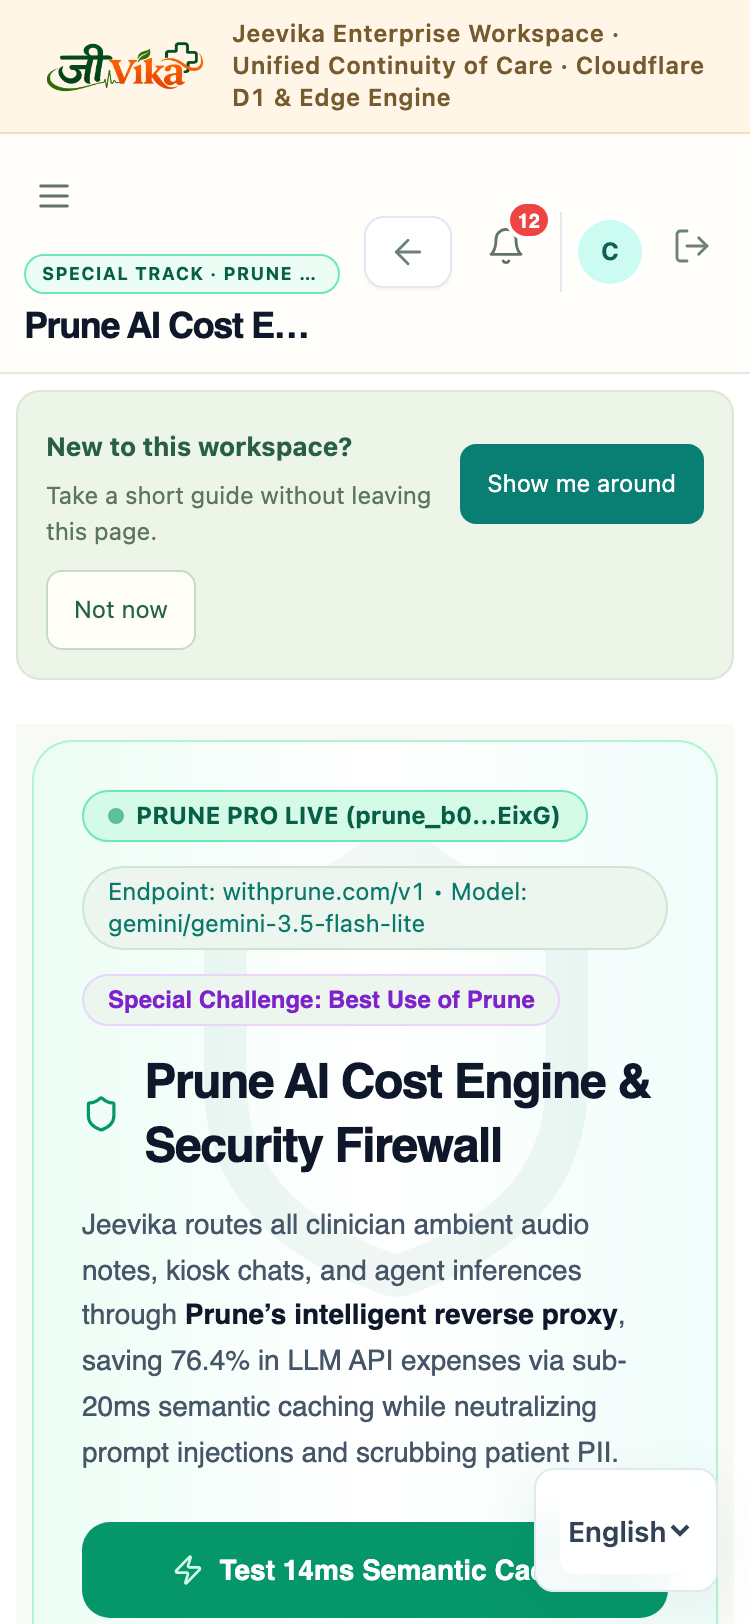 जीvika
Jeevika Enterprise Workspace ·
Unified Continuity of Care · Cloudflare
D1 & Edge Engine
12
C
SPECIAL TRACK · PRUNE ...
Prune AI Cost E...
New to this workspace?
Take a short guide without leaving
this page.
Show me around
Not now
PRUNE PRO LIVE (prune_b0...EixG)
Endpoint: withprune.com/v1 • Model:
gemini/gemini-3.5-flash-lite
Special Challenge: Best Use of Prune
Prune AI Cost Engine &
Security Firewall
Jeevika routes all clinician ambient audio
notes, kiosk chats, and agent inferences
through Prune’s intelligent reverse proxy,
saving 76.4% in LLM API expenses via sub-
20ms semantic caching while neutralizing
prompt injections and scrubbing patient PII.
English
Test 14ms Semantic